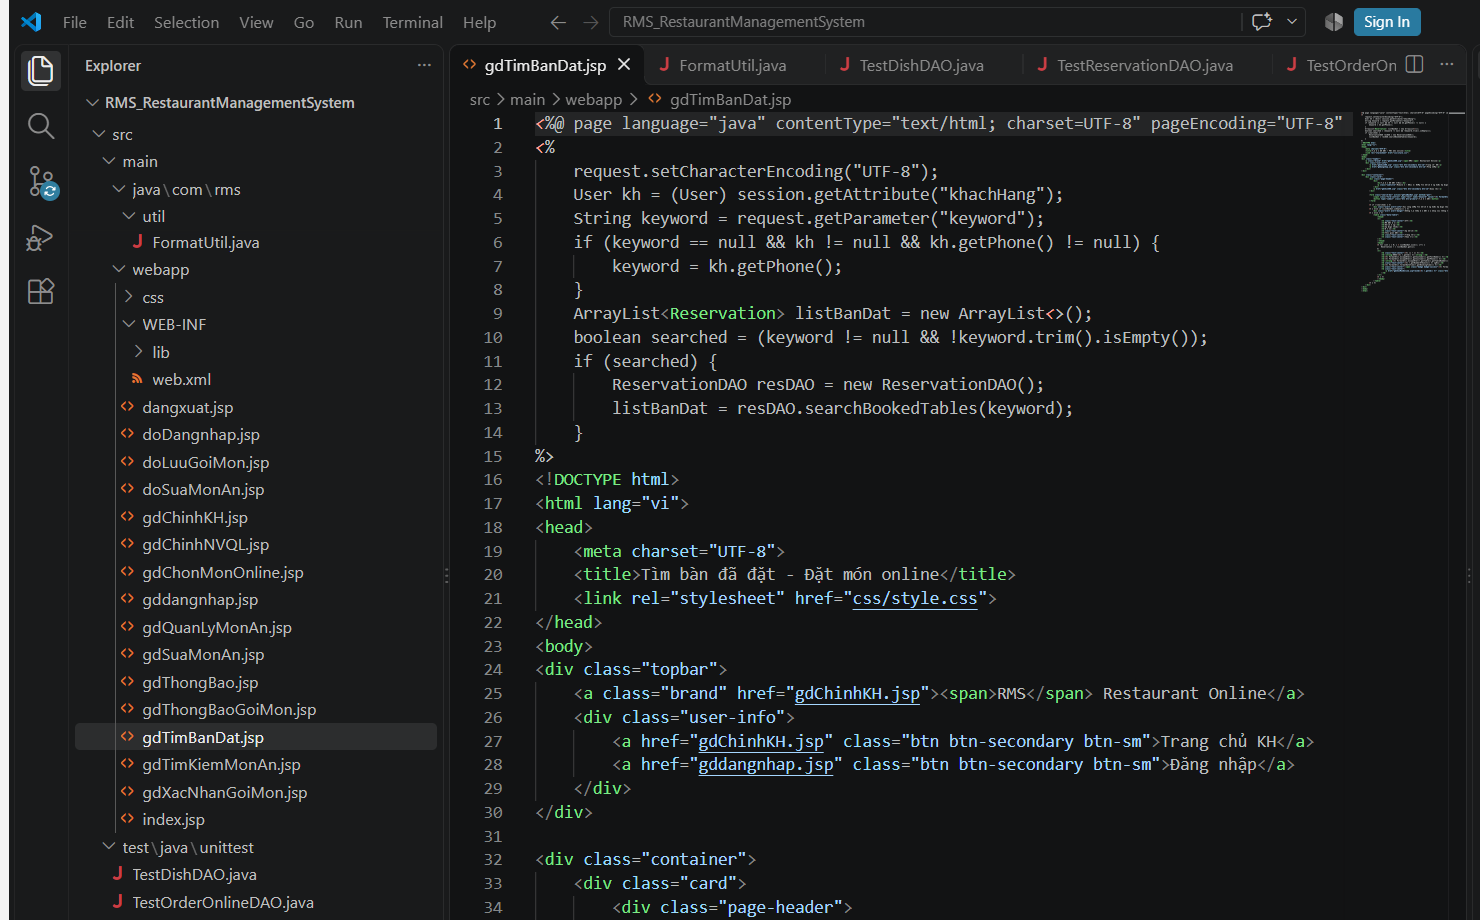 File Edit Selection View Go Run Terminal Help
RMS_RestaurantManagementSystem
Sign In
Explorer
RMS_RestaurantManagementSystem
src
main
java\com\rms
util
FormatUtil.java
webapp
css
WEB-INF
lib
web.xml
dangxuat.jsp
doDangnhap.jsp
doLuuGoiMon.jsp
doSuaMonAn.jsp
gdChinhKH.jsp
gdChinhNVQL.jsp
gdChonMonOnline.jsp
gddangnhap.jsp
gdQuanLyMonAn.jsp
gdSuaMonAn.jsp
gdThongBao.jsp
gdThongBaoGoiMon.jsp
gdTimBanDat.jsp
gdTimKiemMonAn.jsp
gdXacNhanGoiMon.jsp
index.jsp
test\java\unittest
TestDishDAO.java
TestOrderOnlineDAO.java
gdTimBanDat.jsp FormatUtil.java TestDishDAO.java TestReservationDAO.java TestOrderOn
src > main > webapp > gdTimBanDat.jsp
1 <%@ page language="java" contentType="text/html; charset=UTF-8" pageEncoding="UTF-8"
2 <%
3 request.setCharacterEncoding("UTF-8");
4 User kh = (User) session.getAttribute("khachHang");
5 String keyword = request.getParameter("keyword");
6 if (keyword == null && kh != null && kh.getPhone() != null) {
7 keyword = kh.getPhone();
8 }
9 ArrayList<Reservation> listBanDat = new ArrayList<>();
10 boolean searched = (keyword != null && !keyword.trim().isEmpty());
11 if (searched) {
12 ReservationDAO resDAO = new ReservationDAO();
13 listBanDat = resDAO.searchBookedTables(keyword);
14 }
15 %>
16 <!DOCTYPE html>
17 <html lang="vi">
18 <head>
19 <meta charset="UTF-8">
20 <title>Tìm bàn đã đặt - Đặt món online</title>
21 <link rel="stylesheet" href="css/style.css">
22 </head>
23 <body>
24 <div class="topbar">
25 <a class="brand" href="gdChinhKH.jsp"><span>RMS</span> Restaurant Online</a>
26 <div class="user-info">
27 <a href="gdChinhKH.jsp" class="btn btn-secondary btn-sm">Trang chủ KH</a>
28 <a href="gddangnhap.jsp" class="btn btn-secondary btn-sm">Đăng nhập</a>
29 </div>
30 </div>
31
32 <div class="container">
33 <div class="card">
34 <div class="page-header">